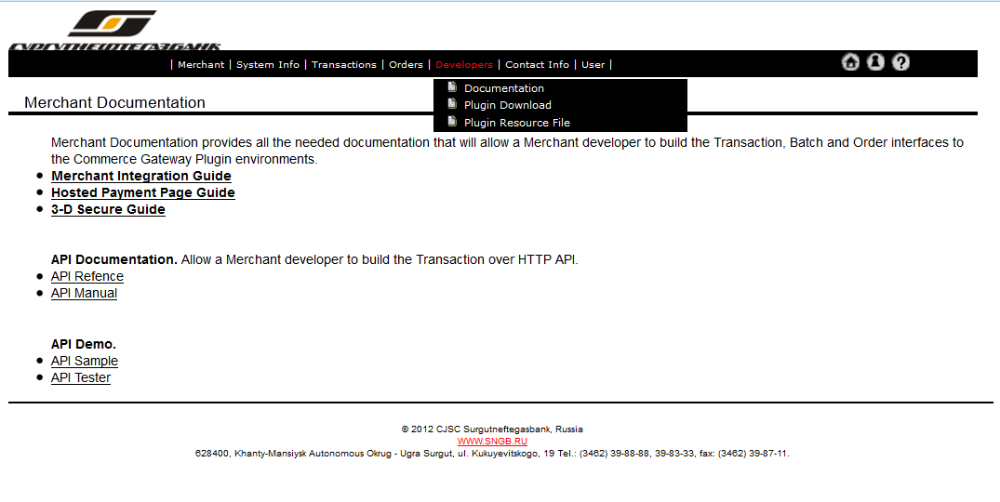 СУРГУТНЕФТЕГАЗБАНК
| Merchant | System Info | Transactions | Orders | Developers | Contact Info | User |
Documentation
Plugin Download
Plugin Resource File
Merchant Documentation
Merchant Documentation provides all the needed documentation that will allow a Merchant developer to build the Transaction, Batch and Order interfaces to
the Commerce Gateway Plugin environments.
Merchant Integration Guide
Hosted Payment Page Guide
3-D Secure Guide
API Documentation. Allow a Merchant developer to build the Transaction over HTTP API.
API Refence
API Manual
API Demo.
API Sample
API Tester
© 2012 CJSC Surgutneftegasbank, Russia
WWW.SNGB.RU
628400, Khanty-Mansiysk Autonomous Okrug - Ugra Surgut, ul. Kukuyevitskogo, 19 Tel.: (3462) 39-88-88, 39-83-33, fax: (3462) 39-87-11.